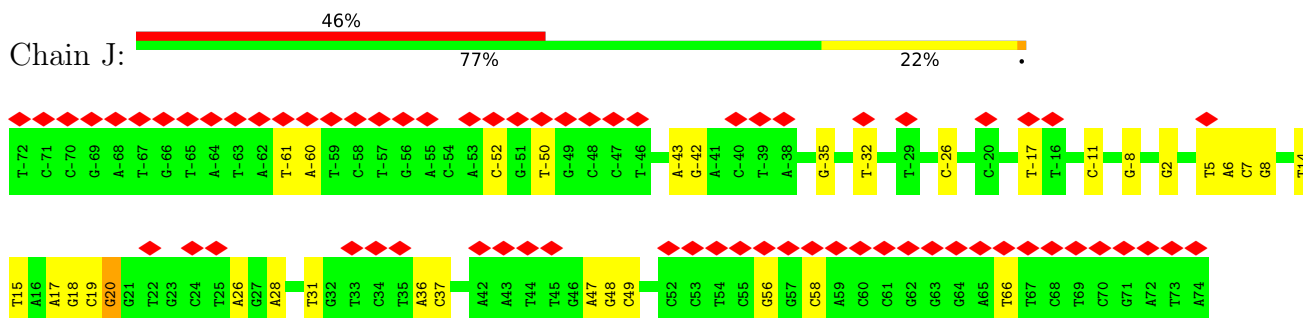 46%
Chain J:
77% 22% •
T-72 C-71 C-70 G-69 A-68 T-67 G-66 T-65 A-64 T-63 A-62 T-61 A-60 T-59 C-58 T-57 G-56 A-55 C-54 A-53 C-52 G-51 T-50 G-49 C-48 C-47 T-46 A-43 G-42 A-41 C-40 T-39 A-38 G-35 T-32 T-29 C-26 C-20 T-17 T-16 C-11 G-8 G2 T5 A6 C7 G8 T14
T15 A16 A17 G18 C19 G20 G21 T22 G23 C24 T25 A26 G27 A28 T31 G32 T33 C34 T35 A36 C37 A42 A43 T44 T45 G46 A47 G48 C49 C52 C53 T54 C55 G56 G57 C58 A59 C60 C61 G62 G63 G64 A65 T66 T67 C68 T69 C70 G71 A72 T73 A74